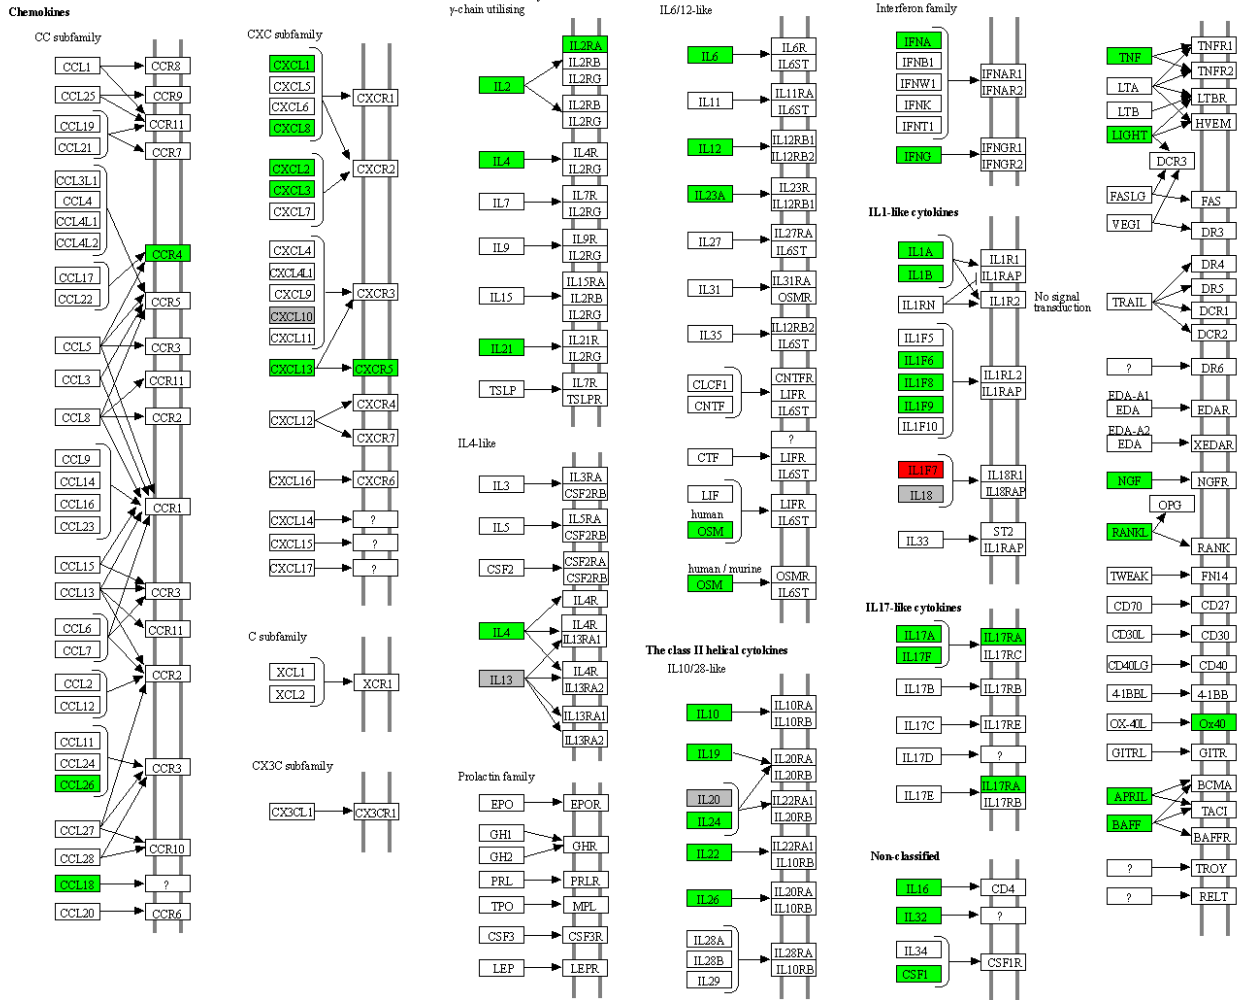 Chemokines
CC subfamily
CCL1
CCR8
CCL25
CCR9
CCR11
CCL19
CCL21
CCR7
CCL3L1
CCL4
CCL4L1
CCL4L2
CCR4
CCL17
CCL22
CCR5
CCL5
CCR3
CCL3
CCR11
CCL8
CCR2
CCL9
CCL14
CCL16
CCL23
CCR1
CCL15
CCL13
CCR3
CCL6
CCL7
CCR11
CCR2
CCL2
CCL12
CCL11
CCL24
CCL26
CCR3
CCL27
CCL28
CCR10
CCL18
?
CCL20
CCR6
CXC subfamily
CXCL1
CXCL5
CXCL6
CXCL8
CXCR1
CXCL2
CXCL3
CXCL7
CXCR2
CXCL4
CXCL4L1
CXCL9
CXCL10
CXCL11
CXCR3
CXCL13
CXCR5
CXCL12
CXCR4
CXCR7
CXCL16
CXCR6
CXCL14
?
CXCL15
?
CXCL17
?
C subfamily
XCL1
XCL2
XCR1
CX3C subfamily
CX3CL1
CX3CR1
γ-chain utilising
IL2RA
IL2RB
IL2RG
IL2
IL2RB
IL2RG
IL4
IL4R
IL2RG
IL7
IL7R
IL2RG
IL9
IL9R
IL2RG
IL15
IL15RA
IL2RB
IL2RG
IL21
IL21R
IL2RG
TSLP
IL7R
TSLPR
IL4-like
IL3
IL3RA
CSF2RB
IL5
IL5RA
CSF2RB
CSF2
CSF2RA
CSF2RB
IL4R
IL4
IL4R
IL13RA1
IL13
IL4R
IL13RA2
IL13RA1
IL13RA2
Prolactin family
EPO
EPOR
GH1
GH2
GHR
PRL
PRLR
TPO
MPL
CSF3
CSF3R
LEP
LEPR
IL6/12-like
IL6
IL6R
IL6ST
IL11
IL11RA
IL6ST
IL12
IL12RB1
IL12RB2
IL23A
IL23R
IL12RB1
IL27
IL27RA
IL6ST
IL31
IL31RA
OSMR
IL35
IL12RB2
IL6ST
CLCF1
CNTF
CNTFR
LIFR
IL6ST
CTF
?
LIFR
IL6ST
LIF
human
OSM
LIFR
IL6ST
human / murine
OSM
OSMR
IL6ST
The class II helical cytokines
IL10/28-like
IL10
IL10RA
IL10RB
IL19
IL20RA
IL20RB
IL20
IL24
IL22RA1
IL20RB
IL22
IL22RA1
IL10RB
IL26
IL20RA
IL10RB
IL28A
IL28B
IL29
IL28RA
IL10RB
Interferon family
IFNA
IFNB1
IFNW1
IFNK
IFNT1
IFNAR1
IFNAR2
IFNG
IFNGR1
IFNGR2
IL1-like cytokines
IL1A
IL1B
IL1R1
IL1RAP
IL1RN
IL1R2
No signal
transduction
IL1F5
IL1F6
IL1F8
IL1F9
IL1F10
IL1RL2
IL1RAP
IL1F7
IL18
IL18R1
IL18RAP
IL33
ST2
IL1RAP
IL17-like cytokines
IL17A
IL17F
IL17RA
IL17RC
IL17B
IL17RB
IL17C
IL17RE
IL17D
?
IL17E
IL17RA
IL17RB
Non-classified
IL16
CD4
IL32
?
IL34
CSF1
CSF1R
TNF
TNFR1
TNFR2
LTA
LTBR
LTB
HVEM
LIGHT
DCR3
FASLG
FAS
VEGI
DR3
DR4
DR5
TRAIL
DCR1
DCR2
?
DR6
EDA-A1
EDA
EDAR
EDA-A2
EDA
XEDAR
NGF
NGFR
OPG
RANKL
RANK
TWEAK
FN14
CD70
CD27
CD30L
CD30
CD40LG
CD40
4-1BBL
4-1BB
OX-40L
Ox40
GITRL
GITR
APRIL
BCMA
TACI
BAFF
BAFFR
?
TROY
?
RELT